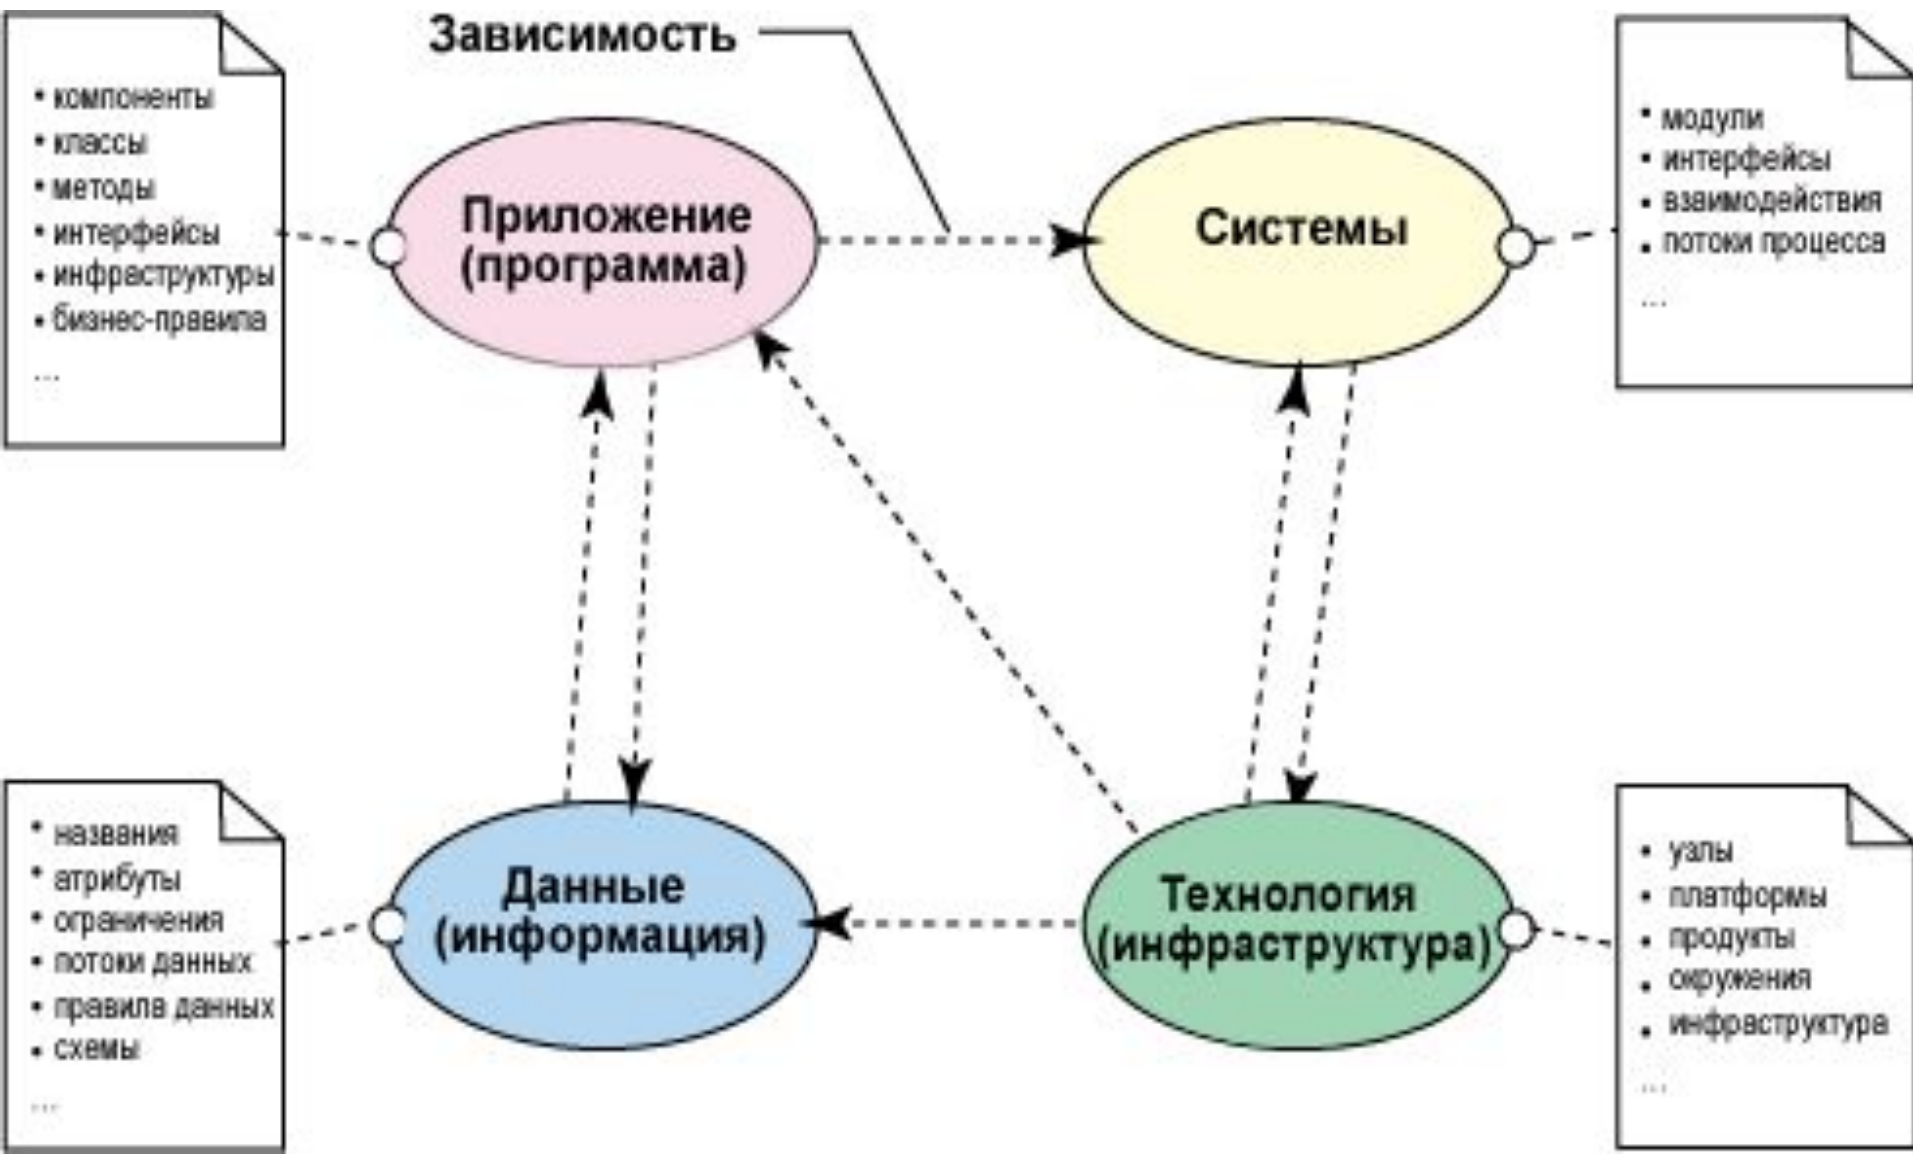 Зависимость
• компоненты
• классы
• методы
• интерфейсы
• инфраструктуры
• бизнес-правила
...
Приложение
(программа)
Системы
• модули
• интерфейсы
• взаимодействия
• потоки процесса
...
• названия
• атрибуты
• ограничения
• потоки данных
• правила данных
• схемы
...
Данные
(информация)
Технология
(инфраструктура)
• узлы
• платформы
• продукты
• окружения
• инфраструктура
...